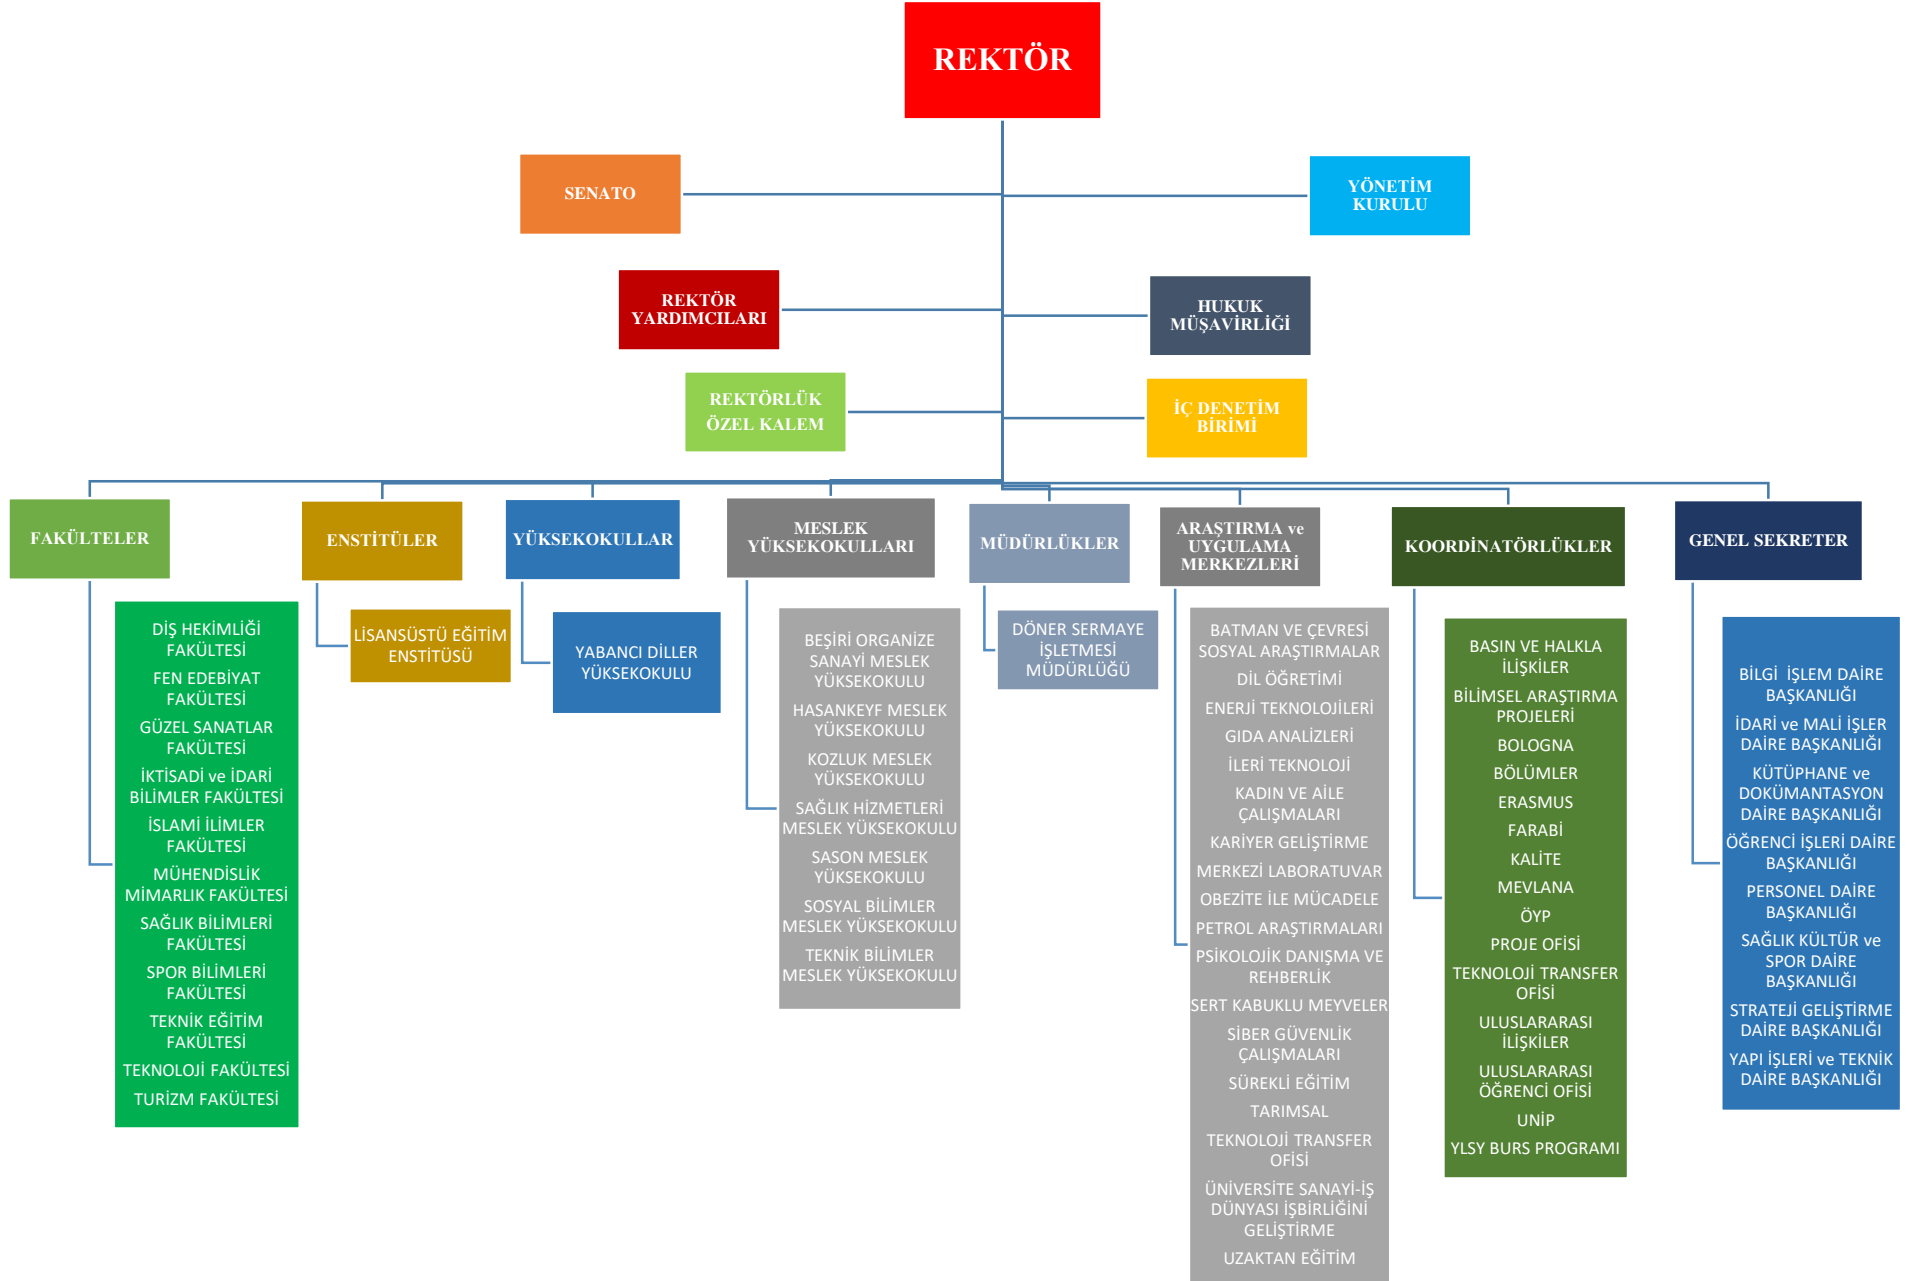 REKTÖR
SENATO
YÖNETİM
KURULU
REKTÖR
YARDIMCILARI
HUKUK
MÜŞAVİRLİĞİ
REKTÖRLÜK
ÖZEL KALEM
İÇ DENETİM
BİRİMİ
FAKÜLTELER
DİŞ HEKİMLİĞİ
FAKÜLTESİ
FEN EDEBİYAT
FAKÜLTESİ
GÜZEL SANATLAR
FAKÜLTESİ
İKTİSADİ ve İDARİ
BİLİMLER FAKÜLTESİ
İSLAMİ İLİMLER
FAKÜLTESİ
MÜHENDİSLİK
MİMARLIK FAKÜLTESİ
SAĞLIK BİLİMLERİ
FAKÜLTESİ
SPOR BİLİMLERİ
FAKÜLTESİ
TEKNİK EĞİTİM
FAKÜLTESİ
TEKNOLOJİ FAKÜLTESİ
TURİZM FAKÜLTESİ
ENSTİTÜLER
LİSANSÜSTÜ EĞİTİM
ENSTİTÜSÜ
YÜKSEKOKULLAR
YABANCI DİLLER
YÜKSEKOKULU
MESLEK
YÜKSEKOKULLARI
BEŞİRİ ORGANİZE
SANAYİ MESLEK
YÜKSEKOKULU
HASANKEYF MESLEK
YÜKSEKOKULU
KOZLUK MESLEK
YÜKSEKOKULU
SAĞLIK HİZMETLERİ
MESLEK YÜKSEKOKULU
SASON MESLEK
YÜKSEKOKULU
SOSYAL BİLİMLER
MESLEK YÜKSEKOKULU
TEKNİK BİLİMLER
MESLEK YÜKSEKOKULU
MÜDÜRLÜKLER
DÖNER SERMAYE
İŞLETMESİ
MÜDÜRLÜĞÜ
ARAŞTIRMA ve
UYGULAMA
MERKEZLERİ
BATMAN VE ÇEVRESİ
SOSYAL ARAŞTIRMALAR
DİL ÖĞRETİMİ
ENERJİ TEKNOLOJİLERİ
GIDA ANALİZLERİ
İLERİ TEKNOLOJİ
KADIN VE AİLE
ÇALIŞMALARI
KARİYER GELİŞTİRME
MERKEZİ LABORATUVAR
OBEZİTE İLE MÜCADELE
PETROL ARAŞTIRMALARI
PSİKOLOJİK DANIŞMA VE
REHBERLİK
SERT KABUKLU MEYVELER
SİBER GÜVENLİK
ÇALIŞMALARI
SÜREKLİ EĞİTİM
TARIMSAL
TEKNOLOJİ TRANSFER
OFİSİ
ÜNİVERSİTE SANAYİ-İŞ
DÜNYASI İŞBİRLİĞİNİ
GELİŞTİRME
UZAKTAN EĞİTİM
KOORDİNATÖRLÜKLER
BASIN VE HALKLA
İLİŞKİLER
BİLİMSEL ARAŞTIRMA
PROJELERİ
BOLOGNA
BÖLÜMLER
ERASMUS
FARABİ
KALİTE
MEVLANA
ÖYP
PROJE OFİSİ
TEKNOLOJİ TRANSFER
OFİSİ
ULUSLARARASI
İLİŞKİLER
ULUSLARARASI
ÖĞRENCİ OFİSİ
UNİP
YLSY BURS PROGRAMI
GENEL SEKRETER
BİLGİ İŞLEM DAİRE
BAŞKANLIĞI
İDARİ ve MALİ İŞLER
DAİRE BAŞKANLIĞI
KÜTÜPHANE ve
DOKÜMANTASYON
DAİRE BAŞKANLIĞI
ÖĞRENCİ İŞLERİ DAİRE
BAŞKANLIĞI
PERSONEL DAİRE
BAŞKANLIĞI
SAĞLIK KÜLTÜR ve
SPOR DAİRE
BAŞKANLIĞI
STRATEJİ GELİŞTİRME
DAİRE BAŞKANLIĞI
YAPI İŞLERİ ve TEKNİK
DAİRE BAŞKANLIĞI